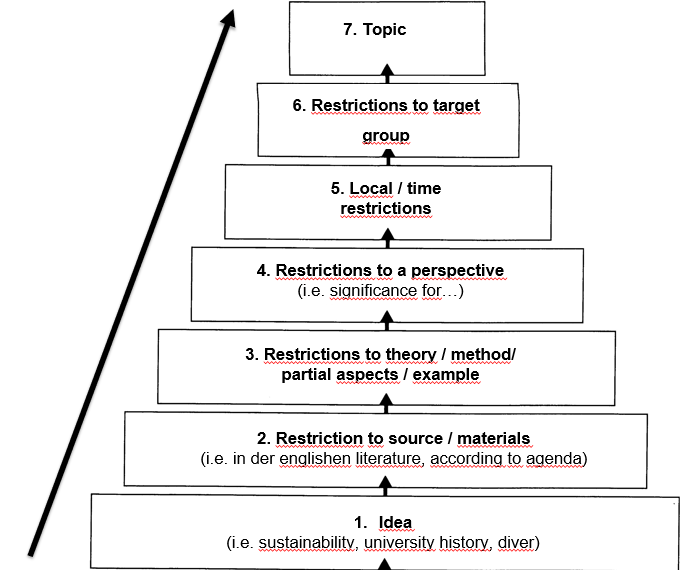 7. Topic
6. Restrictions to target
group
5. Local / time
restrictions
4. Restrictions to a perspective
(i.e. significance for…)
3. Restrictions to theory / method/
partial aspects / example
2. Restriction to source / materials
(i.e. in der englishen literature, according to agenda)
1. Idea
(i.e. sustainability, university history, diver)